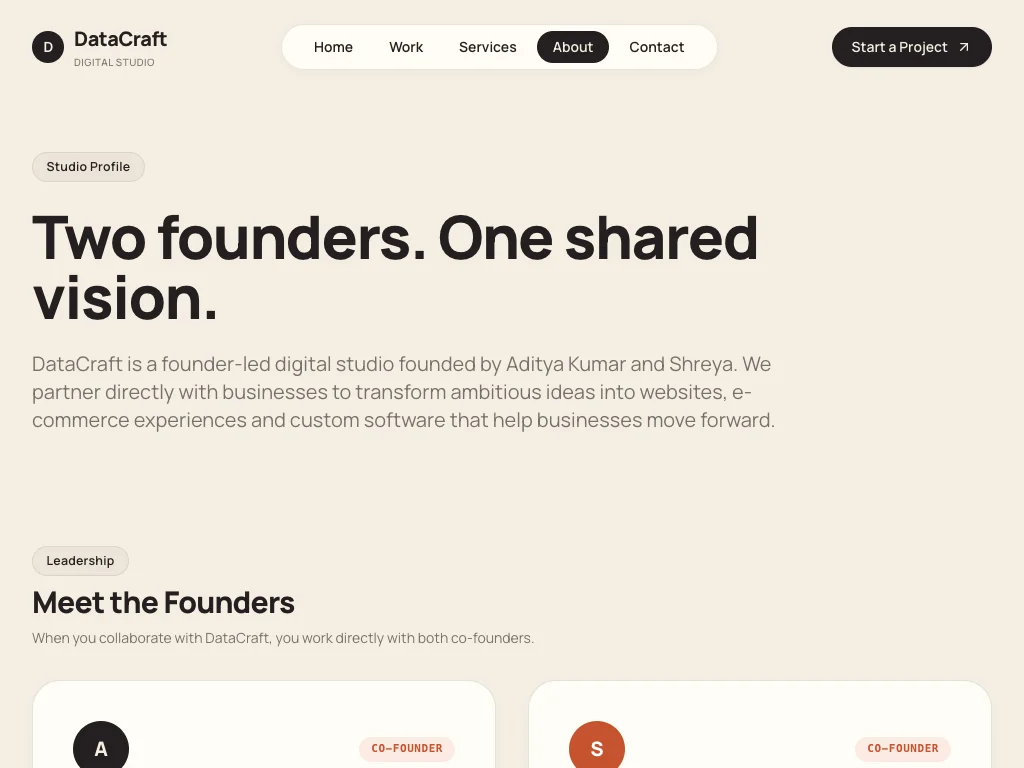 D
DataCraft
DIGITAL STUDIO
Home
Work
Services
About
Contact
Start a Project
Studio Profile
Two founders. One shared
vision.
DataCraft is a founder-led digital studio founded by Aditya Kumar and Shreya. We
partner directly with businesses to transform ambitious ideas into websites, e-
commerce experiences and custom software that help businesses move forward.
Leadership
Meet the Founders
When you collaborate with DataCraft, you work directly with both co-founders.
A
CO-FOUNDER
S
CO-FOUNDER